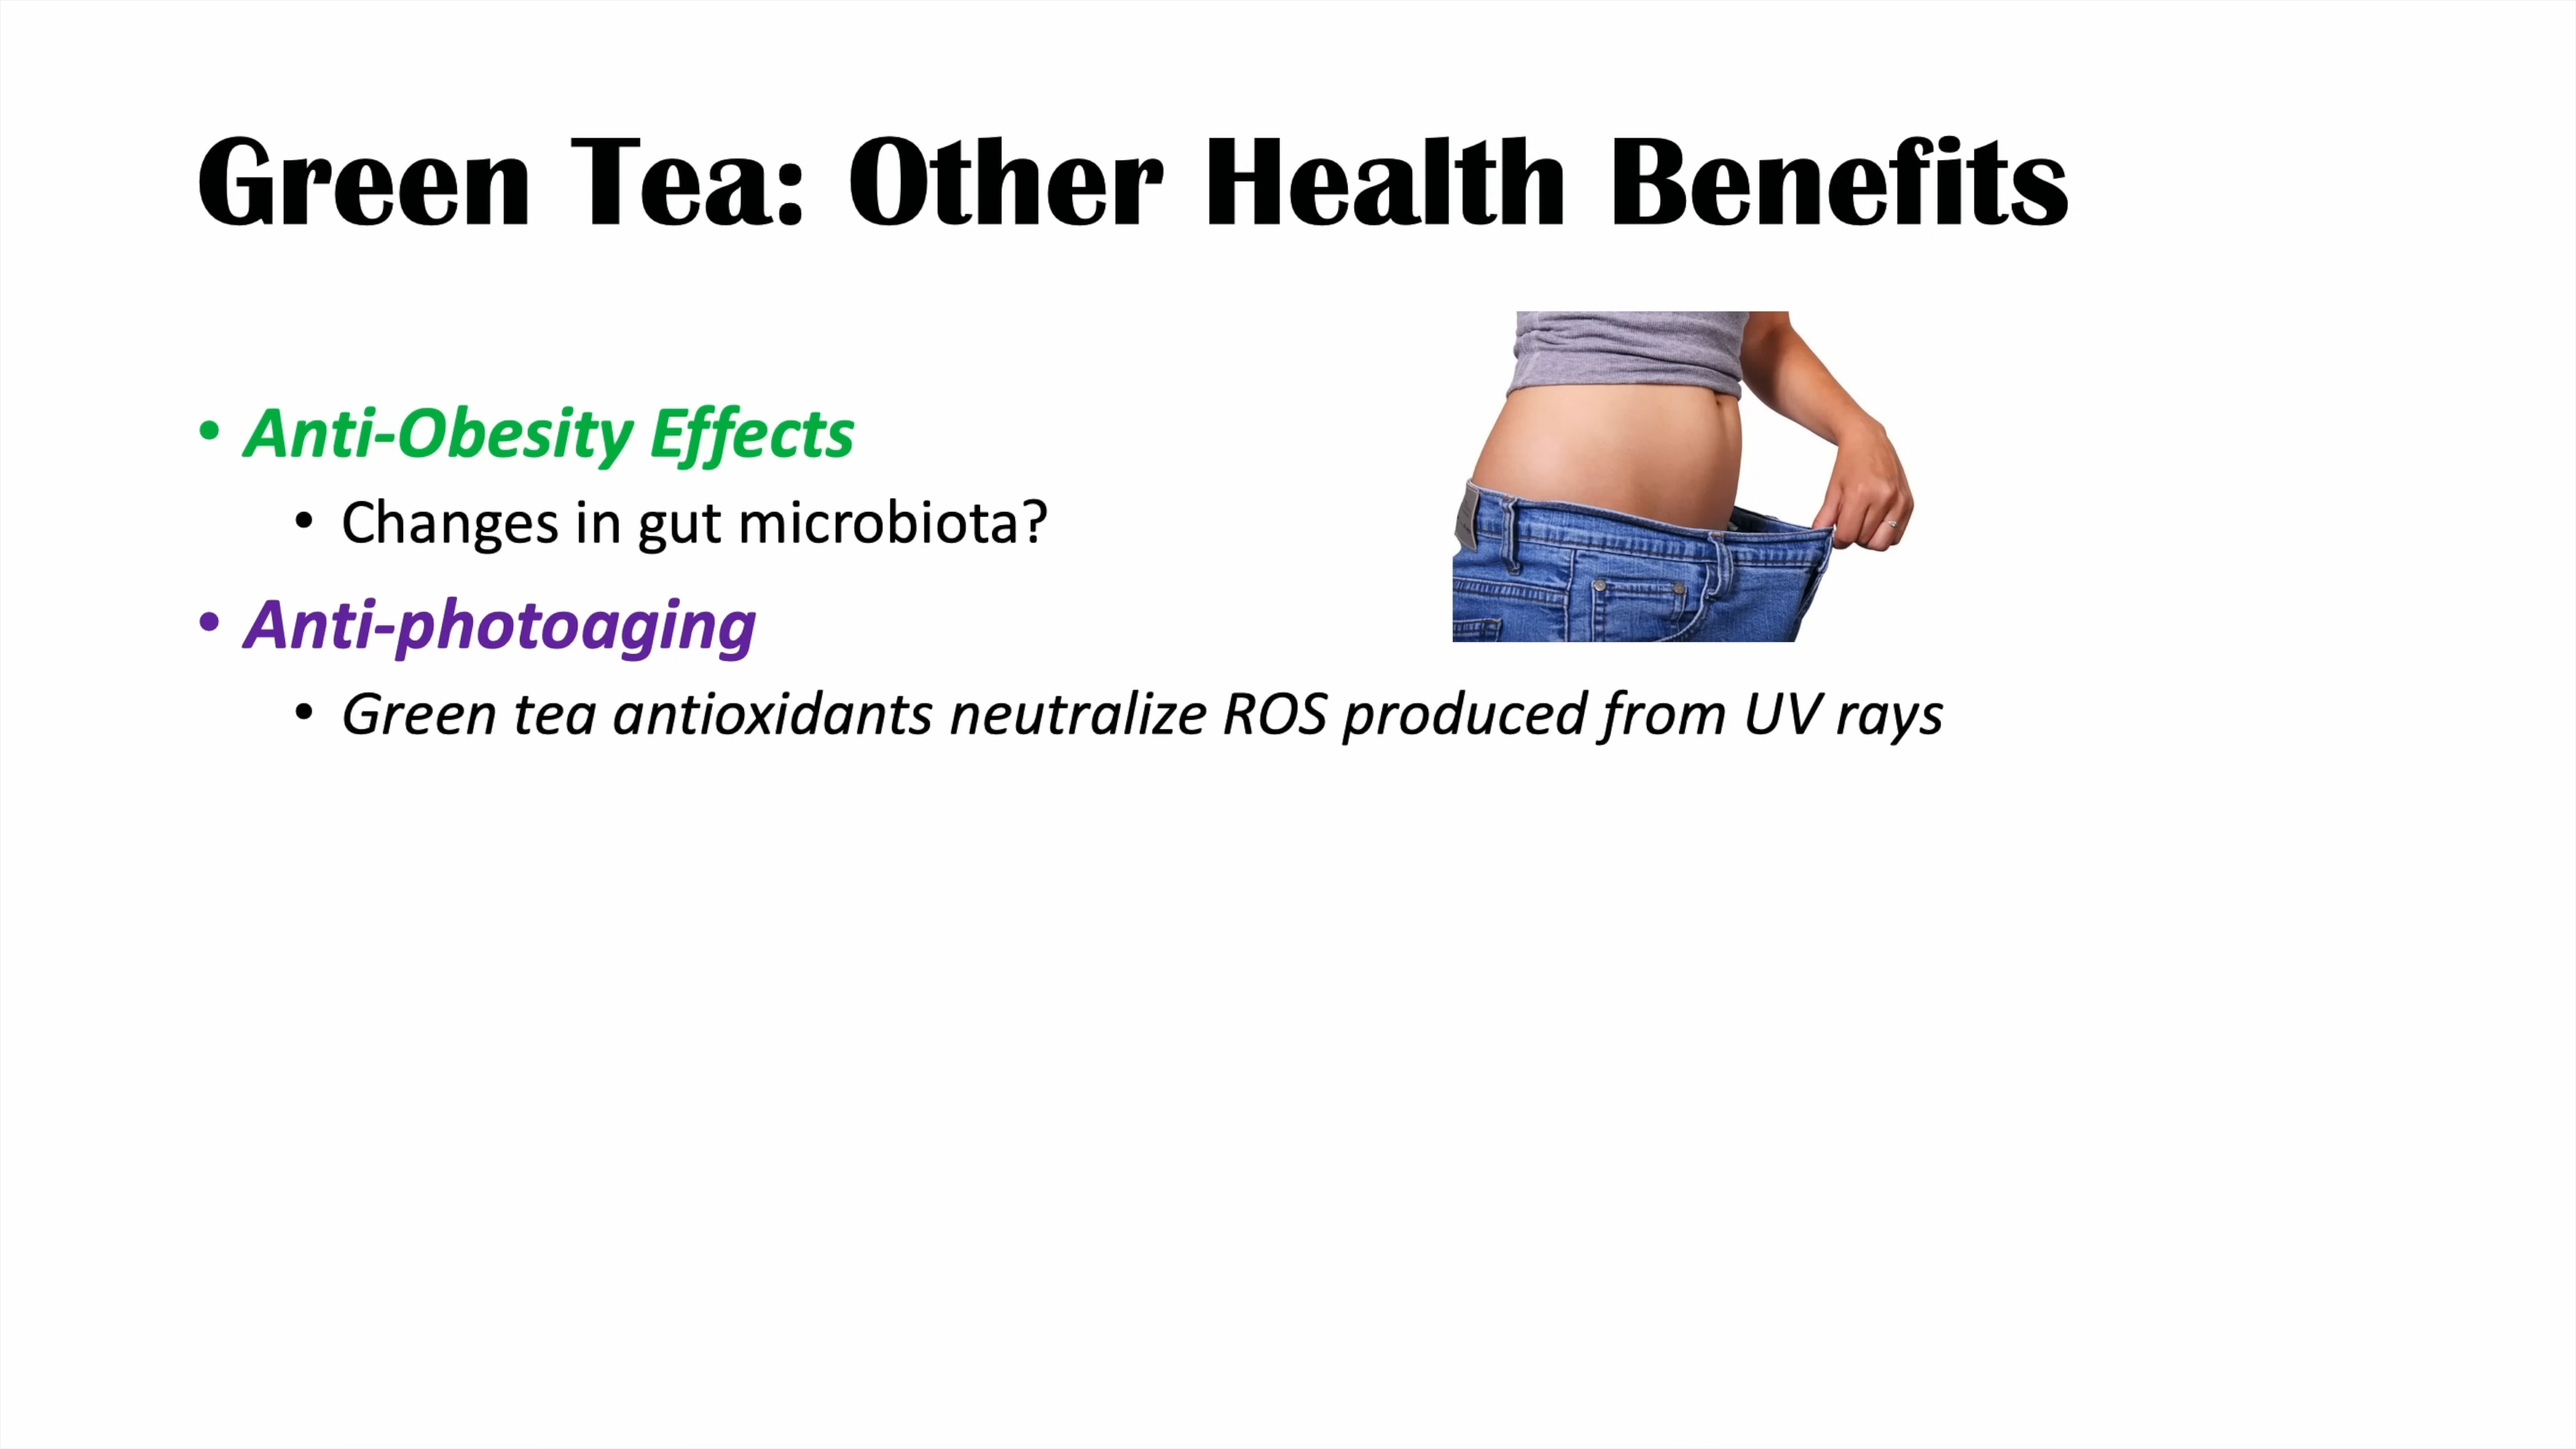 Green Tea: Other Health Benefits
• Anti-Obesity Effects
• Changes in gut microbiota?
• Anti-photoaging
• Green tea antioxidants neutralize ROS produced from UV rays